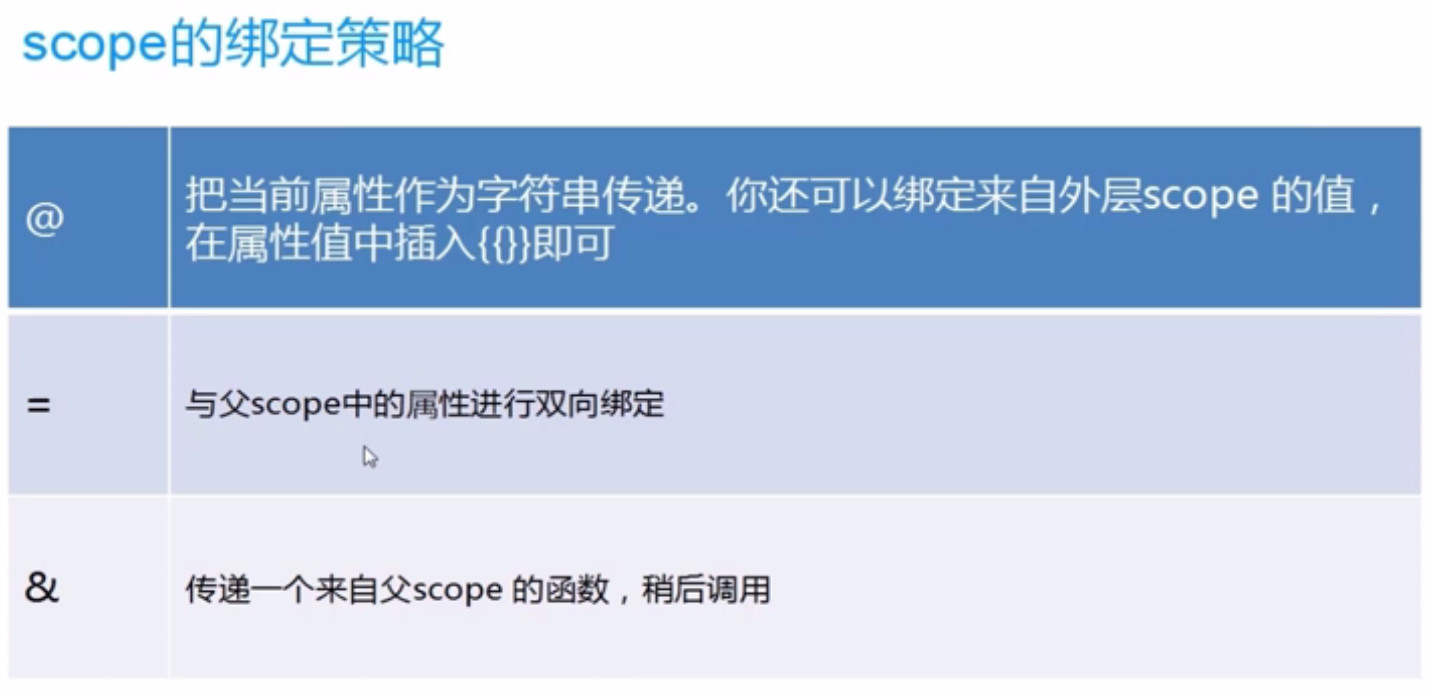 scope的绑定策略
@
把当前属性作为字符串传递。你还可以绑定来自外层scope 的值，
在属性值中插入{{}}即可
=
与父scope中的属性进行双向绑定
&
传递一个来自父scope 的函数，稍后调用